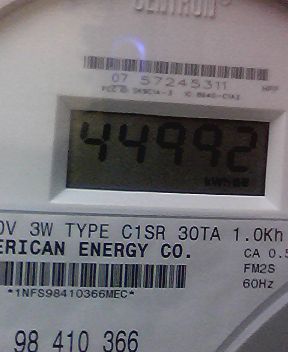 CENTRON
07 57245311
44992
0V 3W TYPE C1SR 30TA 1.0Kh
ERICAN ENERGY CO.
CA 0.5
*1NFS98410366MEC*
FM2S
60Hz
98 410 366